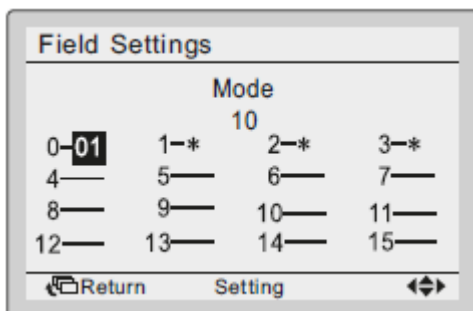 Field Settings
Mode
10
0-01 1-* 2-* 3-*
4— 5— 6— 7—
8— 9— 10— 11—
12— 13— 14— 15—
Return Setting